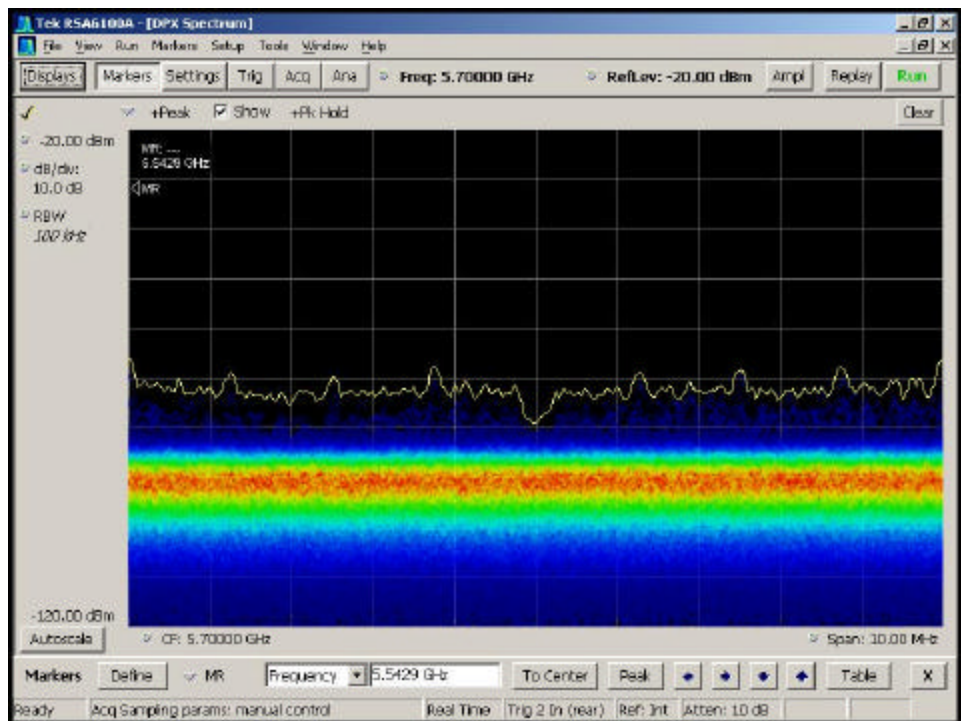 Tek RSA6100A - [DPX Spectrum]
File View Run Markers Setup Tools Window Help
Displays Markers Settings Trig Acq Ana Freq: 5.70000 GHz RefLev: -20.00 dBm Ampl Replay Run
+Peak Show +Pk Hold Clear
-20.00 dBm
dB/div:
10.0 dB
RBW
100 kHz
MR: ---
5.5429 GHz
MR
-120.00 dBm
Autoscale CF: 5.70000 GHz Span: 10.00 MHz
Markers Define MR Frequency 5.5429 GHz To Center Peak Table X
Ready Acq Sampling params: manual control Real Time Trig 2 In (rear) Ref: Int Atten: 10 dB